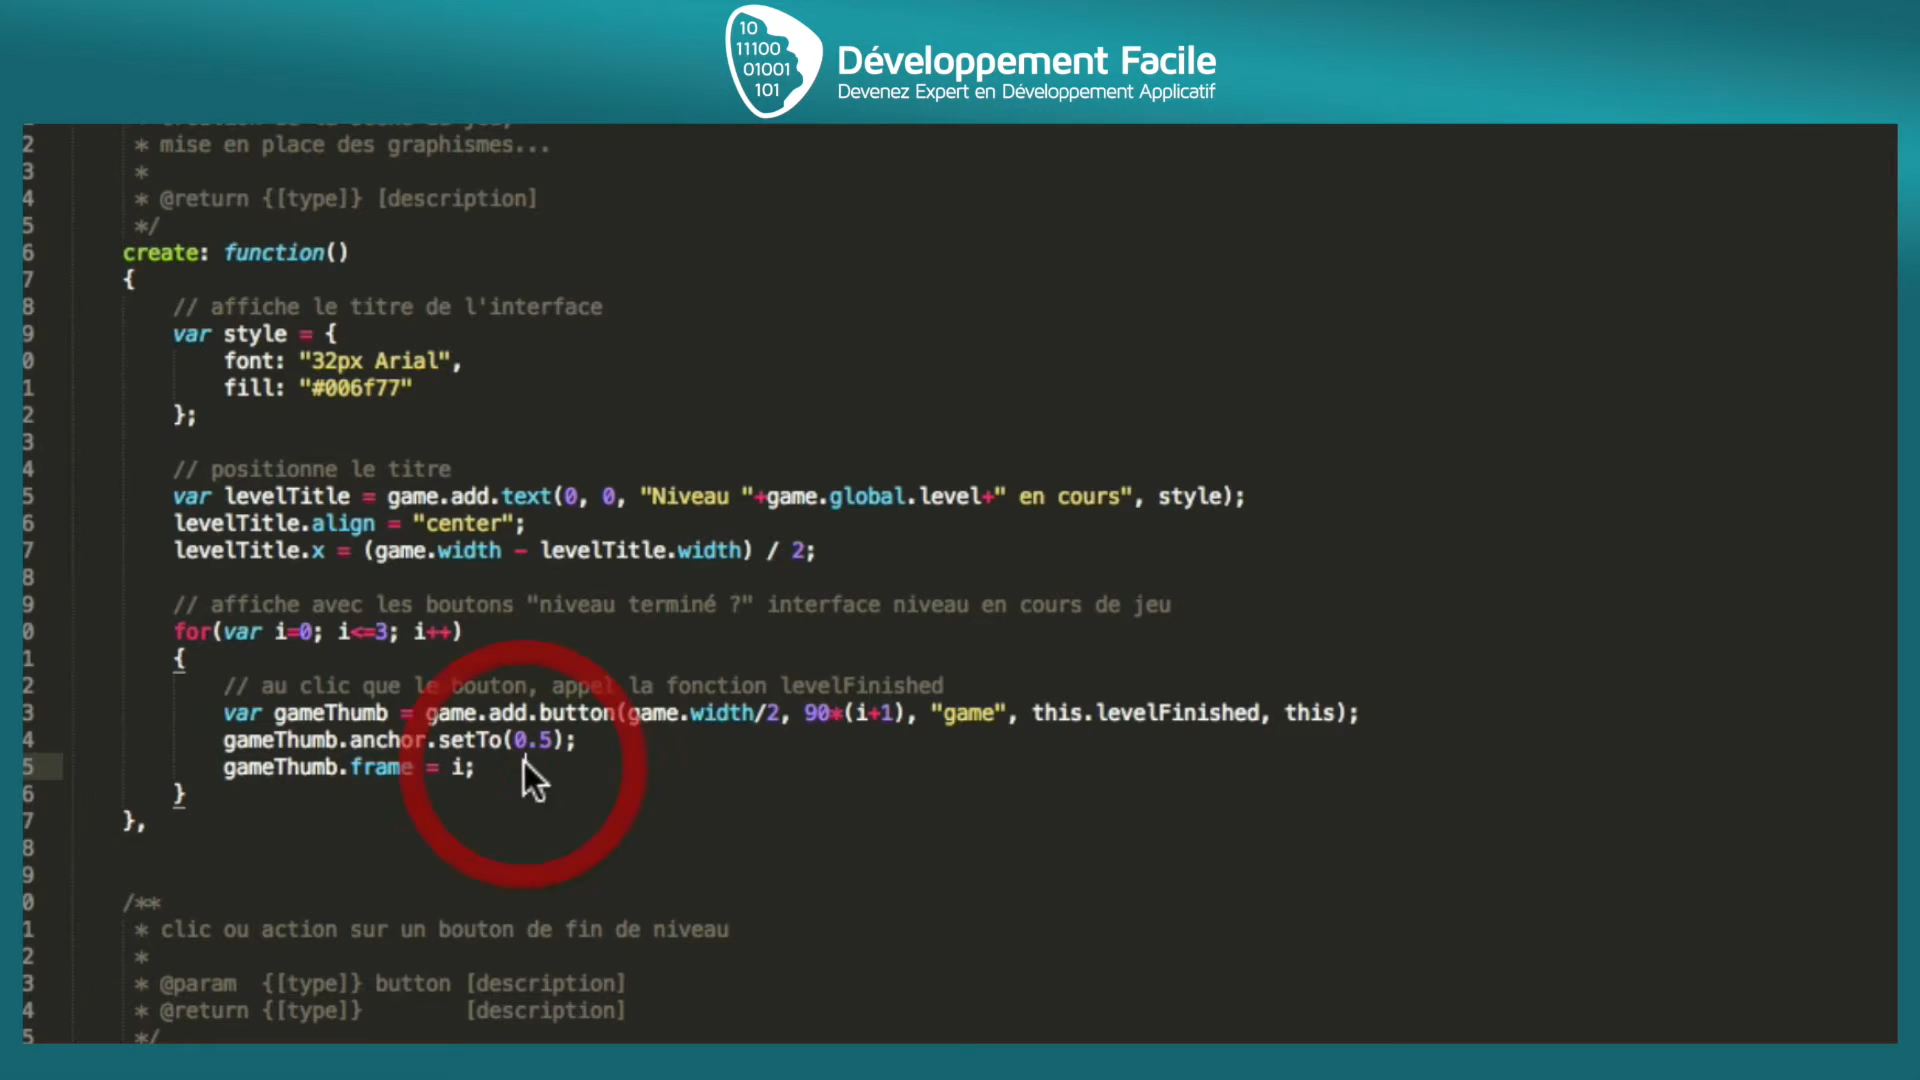 10
11100
01001
101
Développement Facile
Devenez Expert en Développement Applicatif
2 * mise en place des graphismes...
3 *
4 * @return {[type]} [description]
5 */
6 create: function()
7 {
8 // affiche le titre de l'interface
9 var style = {
0 font: "32px Arial",
1 fill: "#006f77"
2 };
3
4 // positionne le titre
5 var levelTitle = game.add.text(0, 0, "Niveau "+game.global.level+" en cours", style);
6 levelTitle.align = "center";
7 levelTitle.x = (game.width - levelTitle.width) / 2;
8
9 // affiche avec les boutons "niveau terminé ?" interface niveau en cours de jeu
0 for(var i=0; i<=3; i++)
1 {
2 // au clic que le bouton, appel la fonction levelFinished
3 var gameThumb = game.add.button(game.width/2, 90*(i+1), "game", this.levelFinished, this);
4 gameThumb.anchor.setTo(0.5);
5 gameThumb.frame = i;
6 }
7 },
8
9
0 /**
1 * clic ou action sur un bouton de fin de niveau
2 *
3 * @param {[type]} button [description]
4 * @return {[type]} [description]
5 */